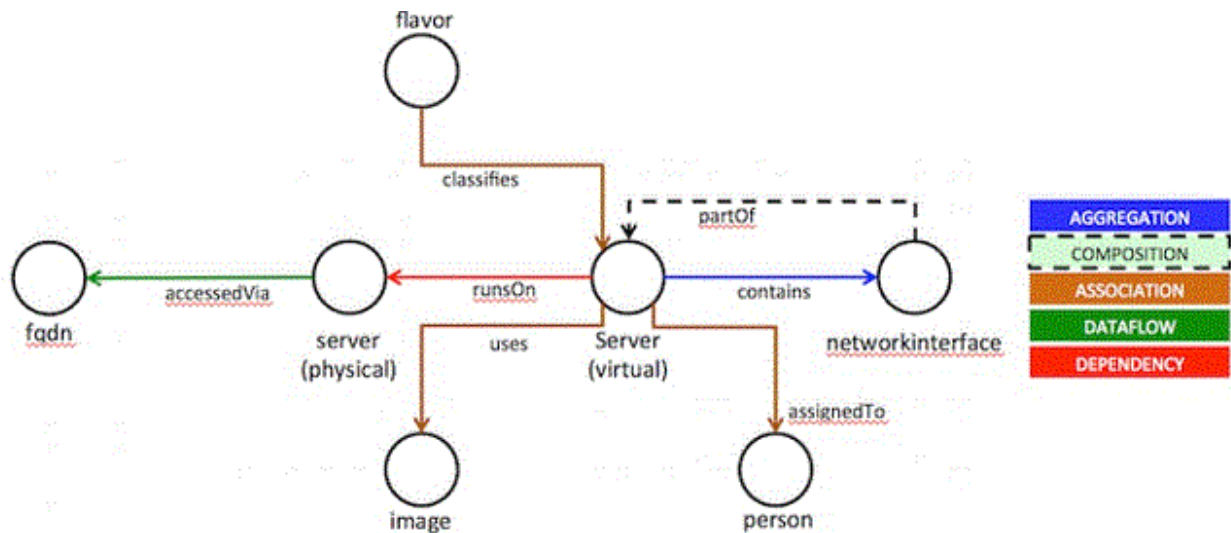 flavor
classifies
partOf
AGGREGATION
COMPOSITION
ASSOCIATION
DATAFLOW
DEPENDENCY
accessedVia
runsOn
contains
fqdn
server
(physical)
uses
Server
(virtual)
networkinterface
assignedTo
image
person